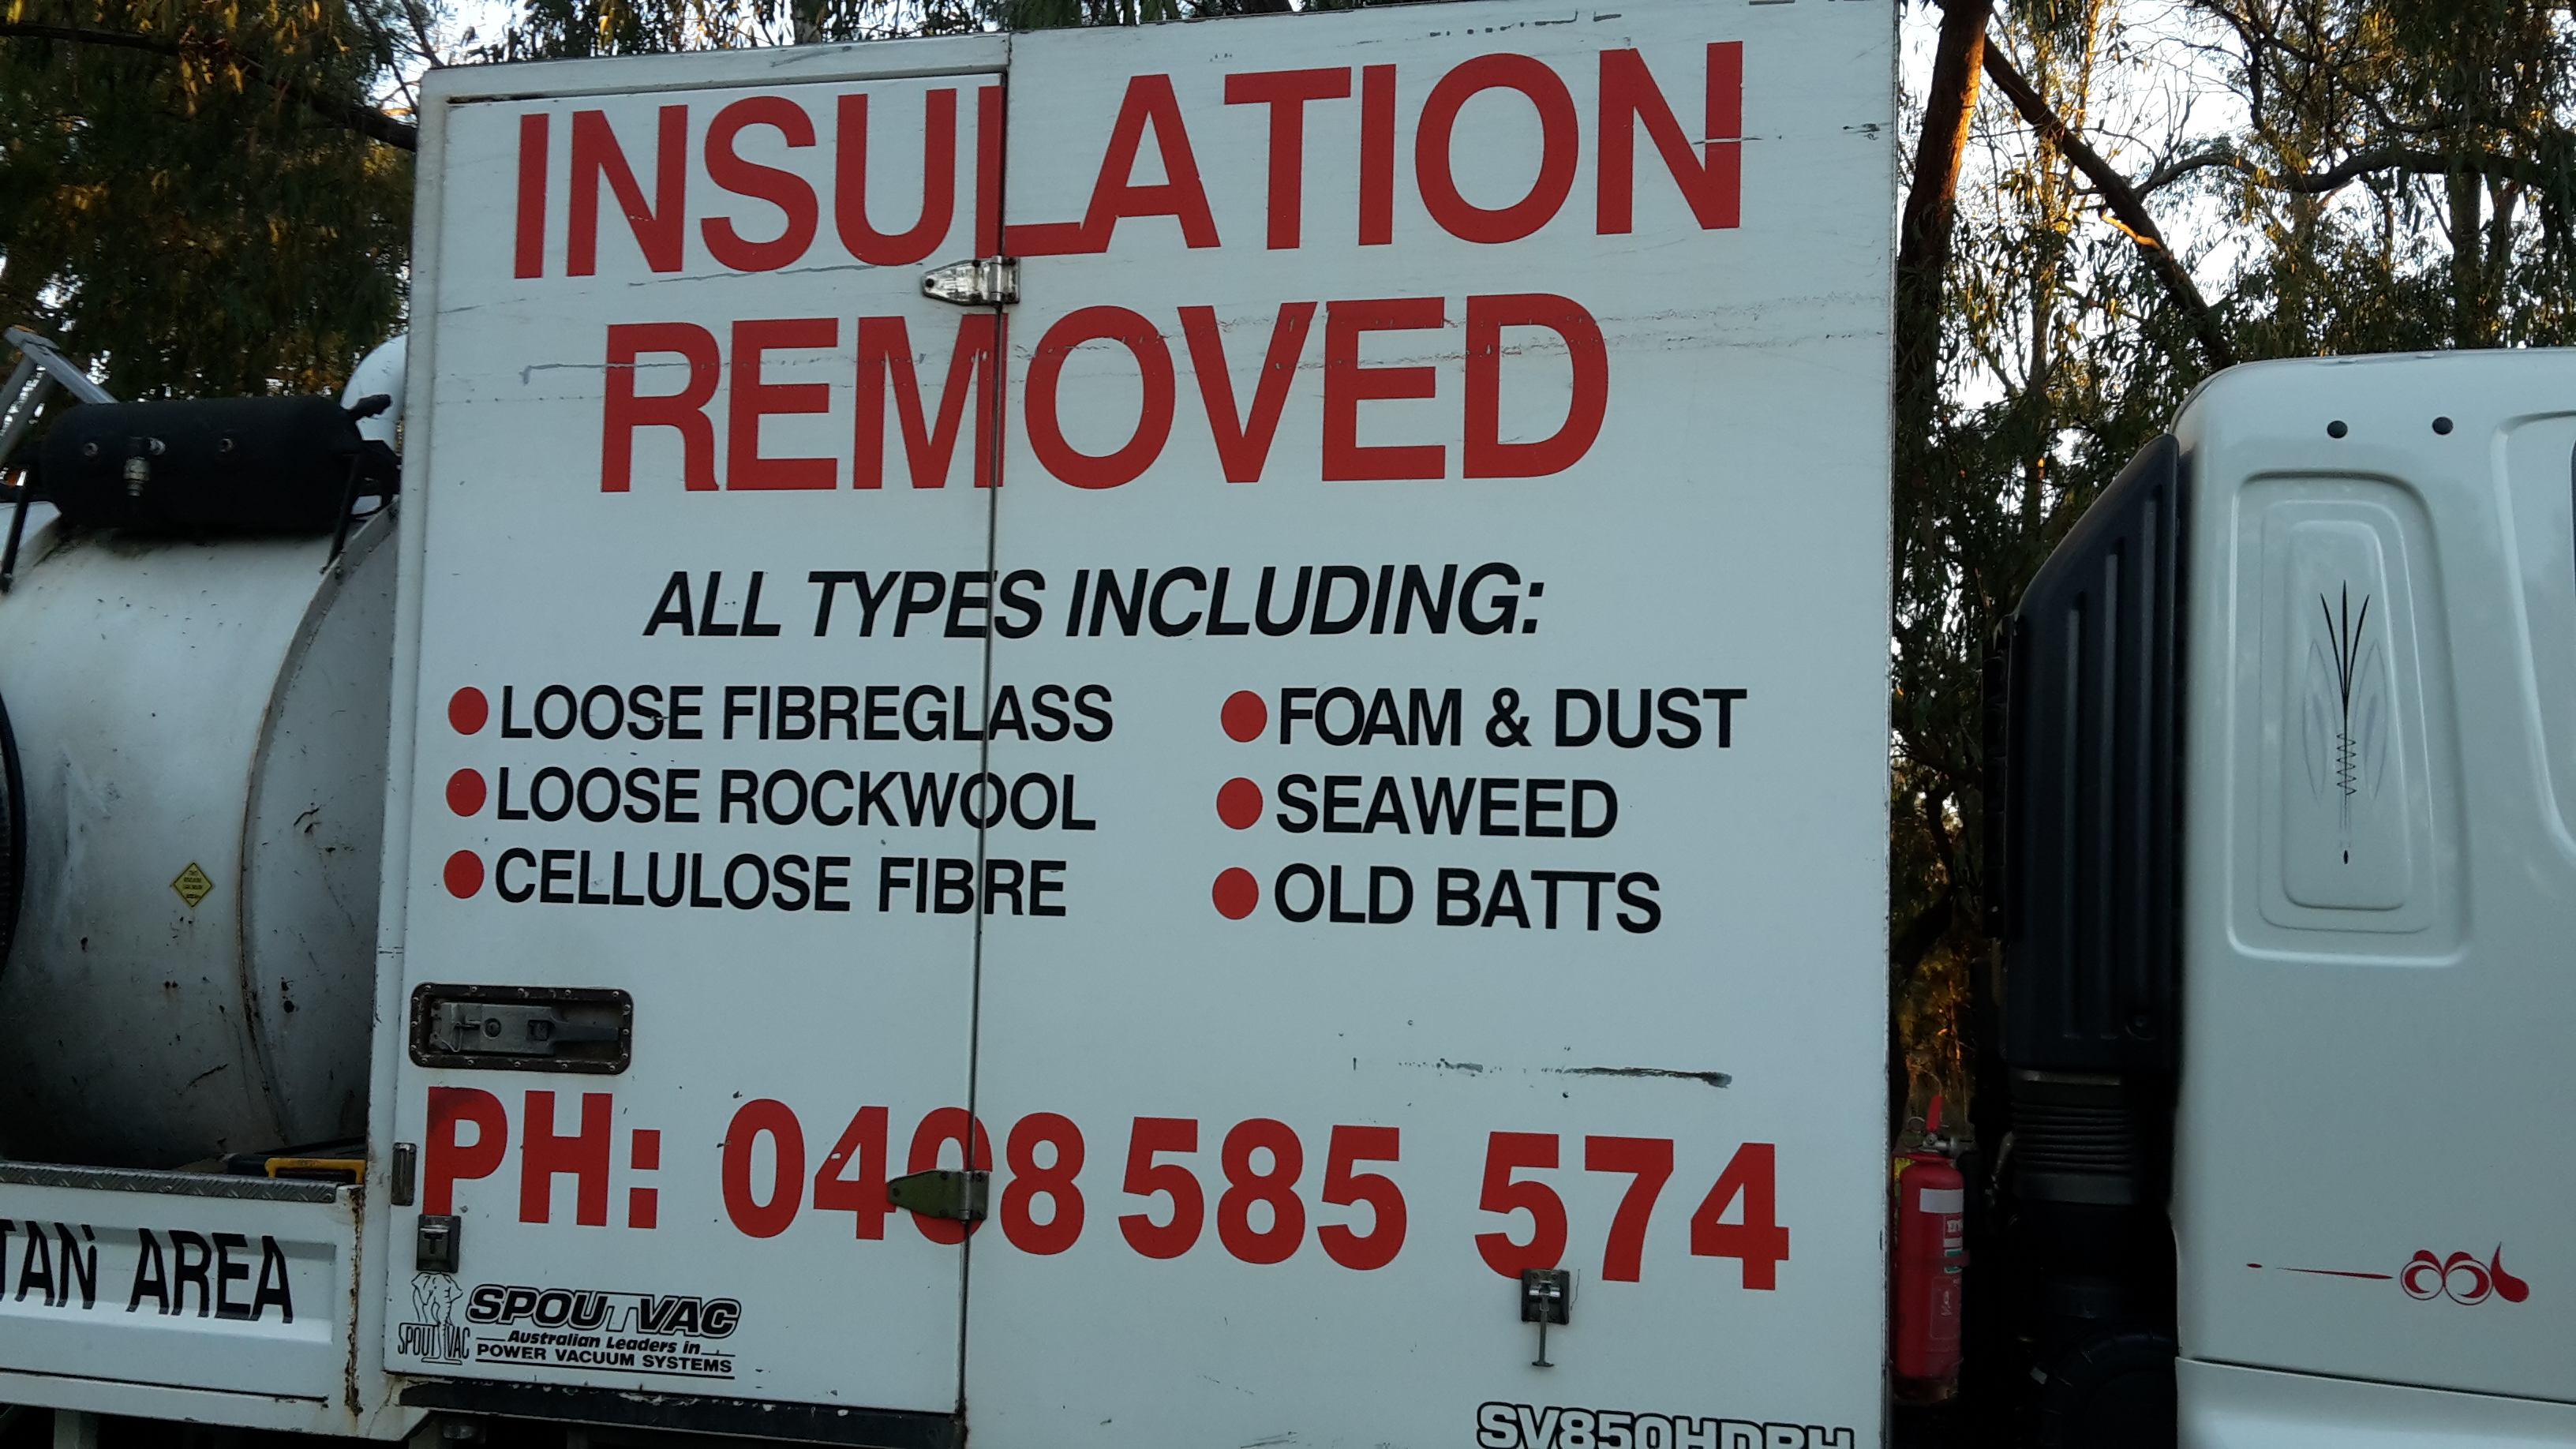 INSULATION
REMOVED
ALL TYPES INCLUDING:
● LOOSE FIBREGLASS
● LOOSE ROCKWOOL
● CELLULOSE FIBRE
● FOAM & DUST
● SEAWEED
● OLD BATTS
PH: 0408 585 574
TAN AREA
SPOUTVAC
SPOUTVAC
Australian Leaders in
POWER VACUUM SYSTEMS